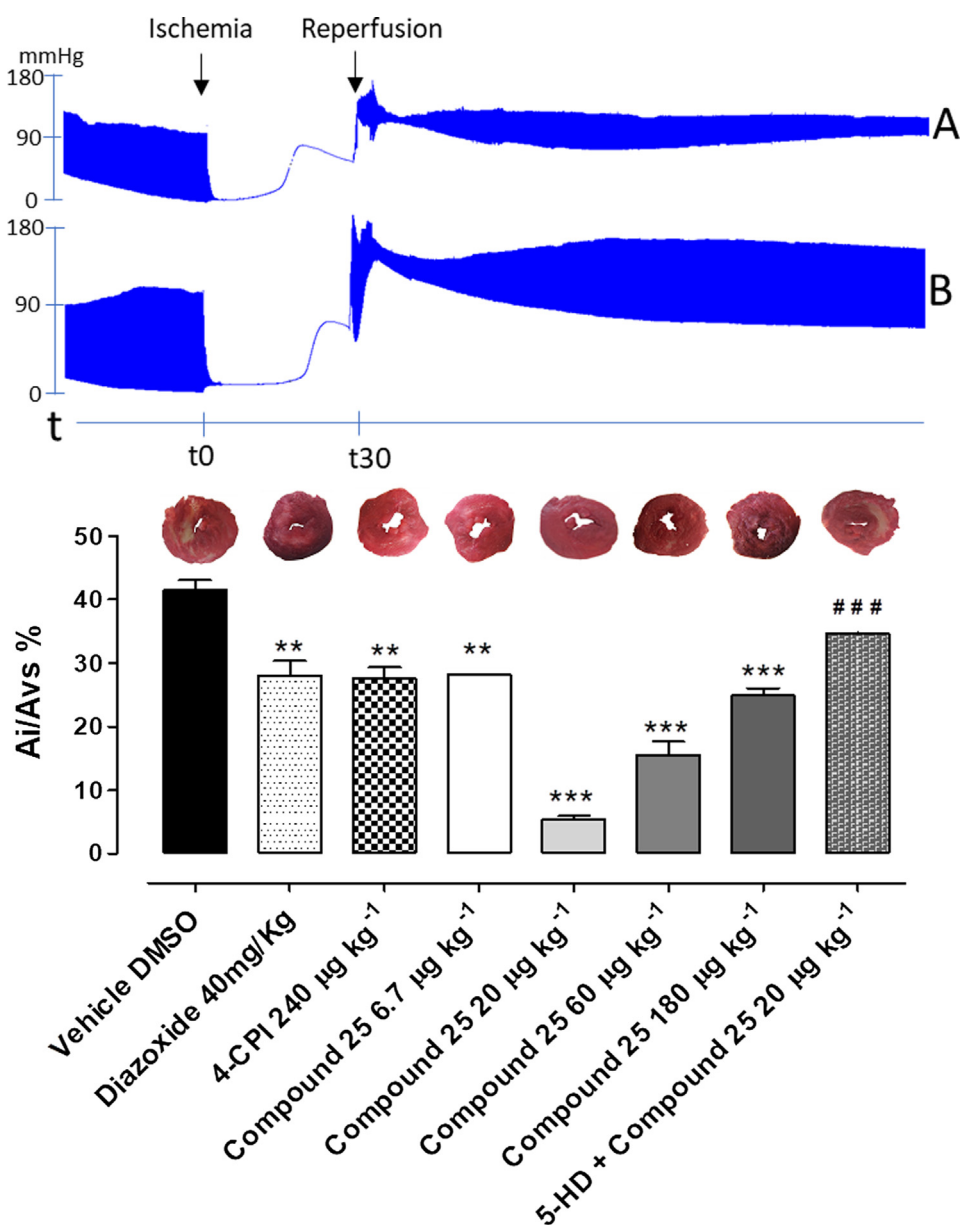 Ischemia Reperfusion
mmHg
180
90
0
A
180
90
0
B
t
t0 t30
50
40
30
20
10
0
Ai/Avs %
**
**
**
***
***
***
# # #
Vehicle DMSO
Diazoxide 40mg/Kg
4-CPI 240 µg kg⁻¹
Compound 25 6.7 µg kg⁻¹
Compound 25 20 µg kg⁻¹
Compound 25 60 µg kg⁻¹
Compound 25 180 µg kg⁻¹
5-HD + Compound 25 20 µg kg⁻¹